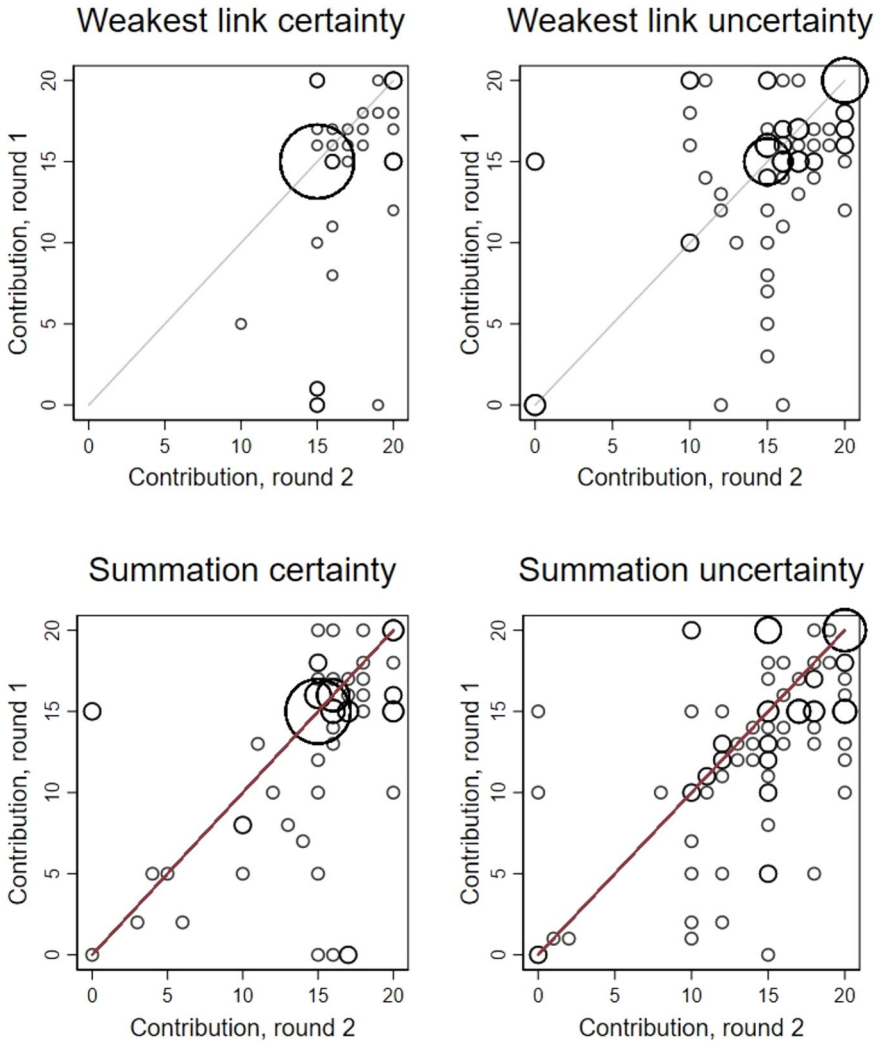 Weakest link certainty
Weakest link uncertainty
Contribution, round 1
20
15
10
5
0
0 5 10 15 20
Contribution, round 2
Contribution, round 1
20
15
10
5
0
0 5 10 15 20
Contribution, round 2
Summation certainty
Summation uncertainty
Contribution, round 1
20
15
10
5
0
0 5 10 15 20
Contribution, round 2
Contribution, round 1
20
15
10
5
0
0 5 10 15 20
Contribution, round 2